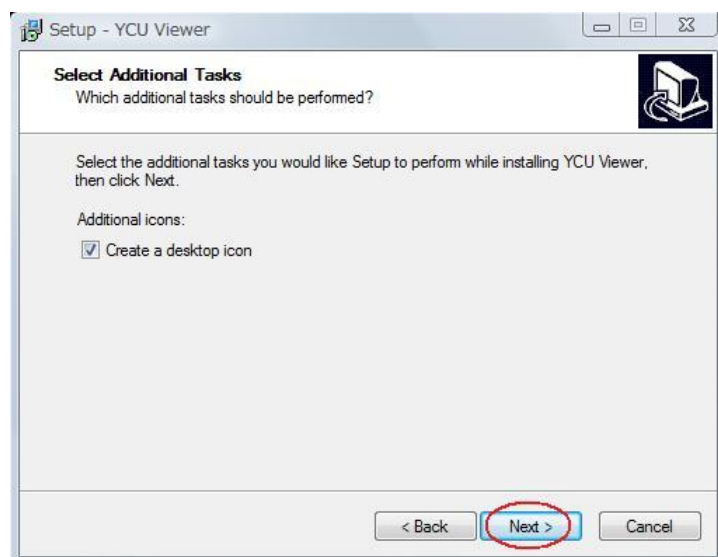 Setup - YCU Viewer
Select Additional Tasks
Which additional tasks should be performed?
Select the additional tasks you would like Setup to perform while installing YCU Viewer,
then click Next.
Additional icons:
Create a desktop icon
< Back Next > Cancel